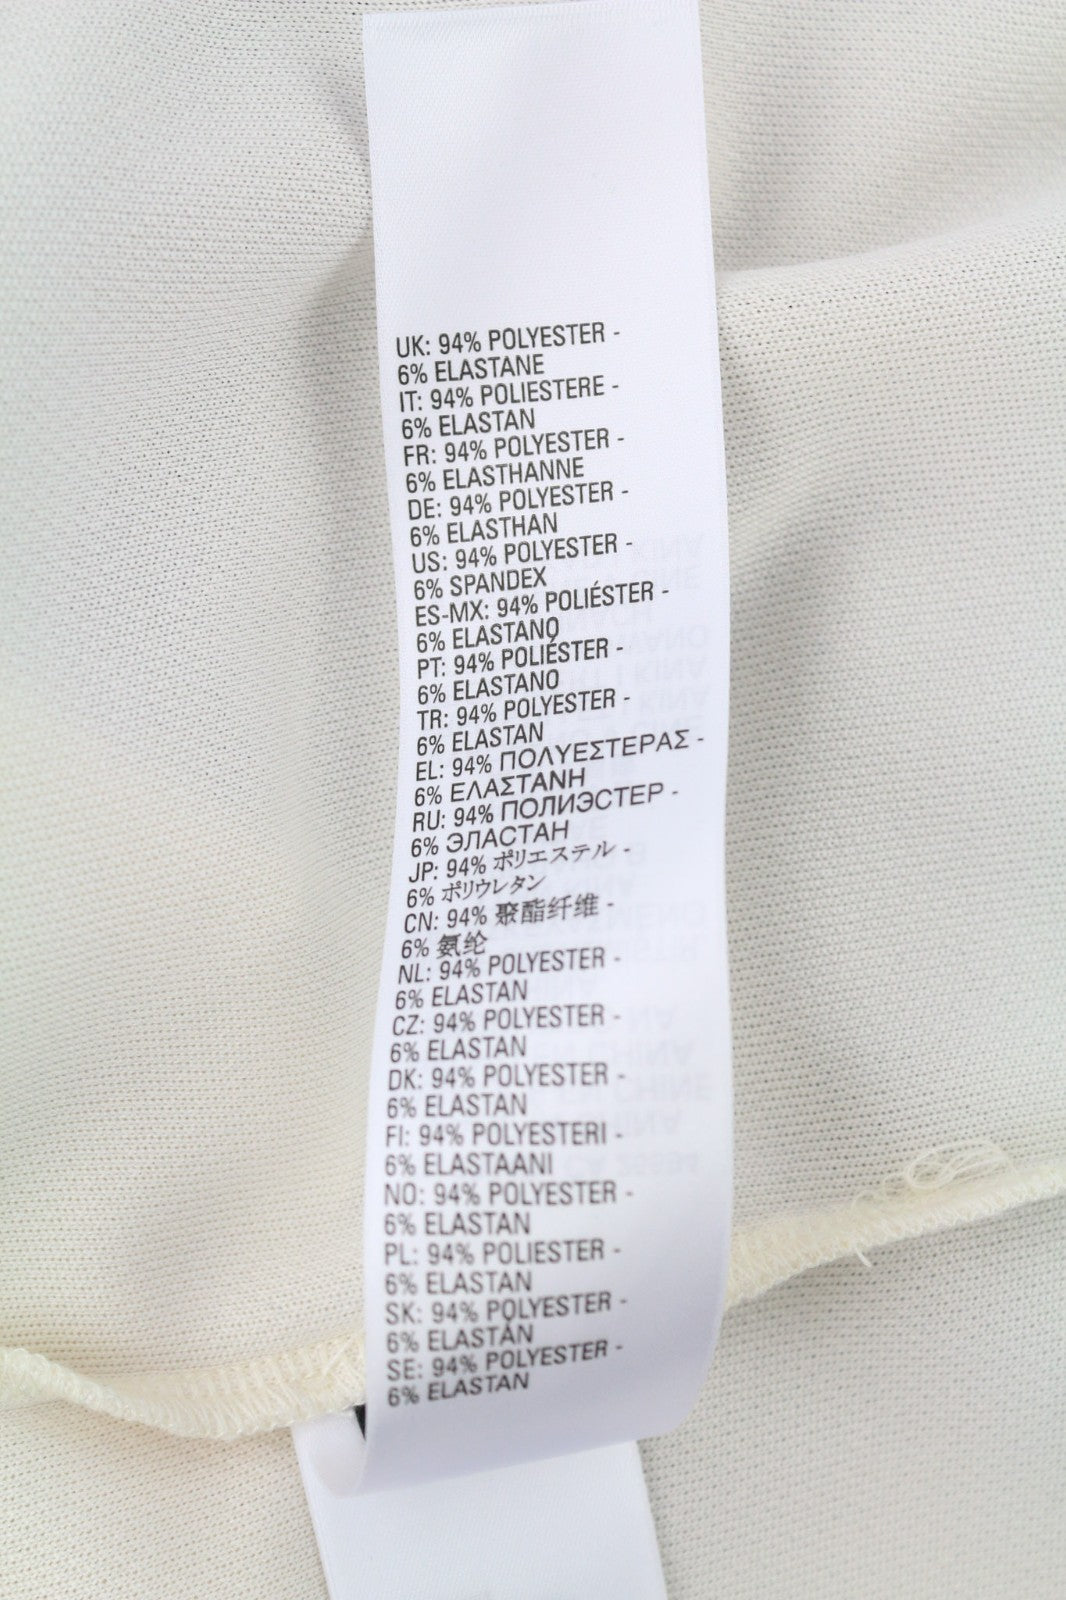 UK: 94% POLYESTER -
6% ELASTANE
IT: 94% POLIESTERE -
6% ELASTAN
FR: 94% POLYESTER -
6% ELASTHANNE
DE: 94% POLYESTER -
6% ELASTHAN
US: 94% POLYESTER -
6% SPANDEX
ES-MX: 94% POLIÉSTER -
6% ELASTANO
PT: 94% POLIÉSTER -
6% ELASTANO
TR: 94% POLYESTER -
6% ELASTAN
EL: 94% ΠΟΛΥΕΣΤΕΡΑΣ -
6% ΕΛΑΣΤΑΝΗ
RU: 94% ПОЛИЭСТЕР -
6% ЭЛАСТАН
JP: 94% ポリエステル -
6% ポリウレタン
CN: 94% 聚酯纤维 -
6% 氨纶
NL: 94% POLYESTER -
6% ELASTAN
CZ: 94% POLYESTER -
6% ELASTAN
DK: 94% POLYESTER -
6% ELASTAN
FI: 94% POLYESTERI -
6% ELASTAANI
NO: 94% POLYESTER -
6% ELASTAN
PL: 94% POLIESTER -
6% ELASTAN
SK: 94% POLYESTER -
6% ELASTAN
SE: 94% POLYESTER -
6% ELASTAN